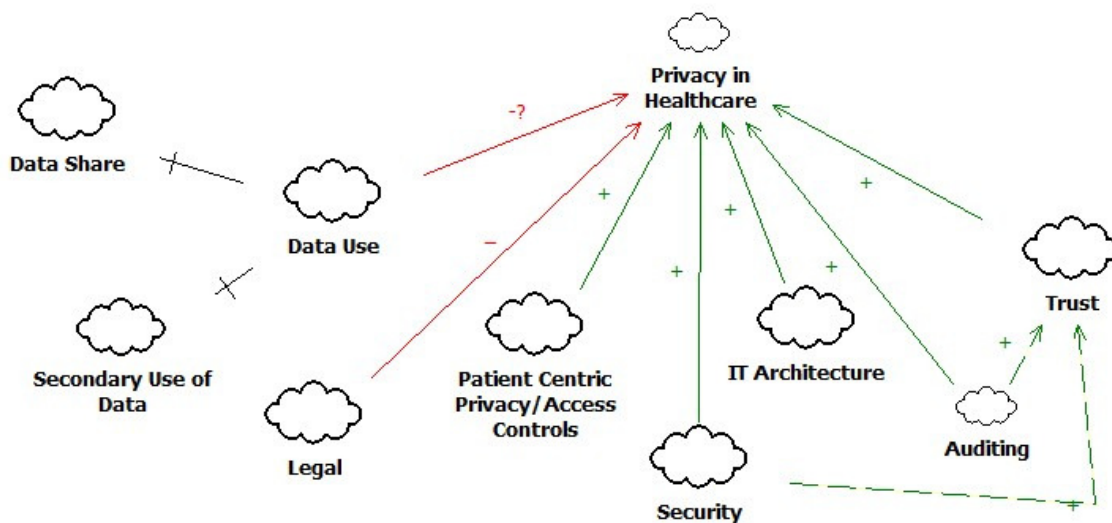 Privacy in
Healthcare
-?
Data Share
+
+
Data Use
+
–
+
+
Trust
+
Secondary Use of
Data
Patient Centric
Privacy/Access
Controls
IT Architecture
Legal
Auditing
Security
+